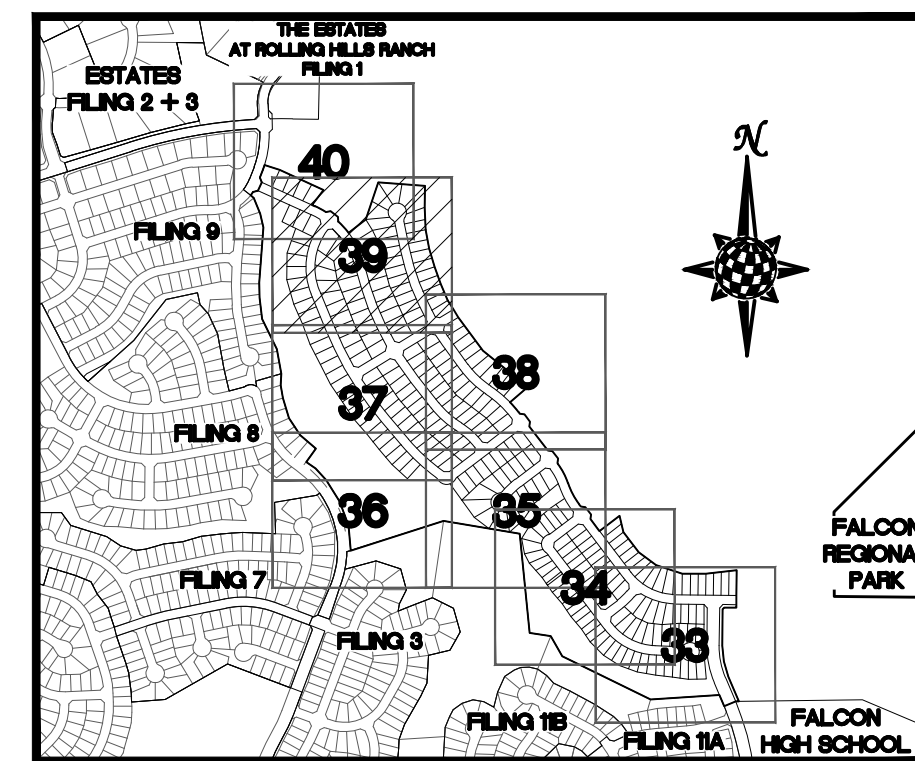 THE ESTATES
AT ROLLING HILLS RANCH
FILING 1
ESTATES
FILING 2 + 3
N
40
FILING 9
39
38
37
FILING 8
36
35
FALCON
REGIONA
PARK
FILING 7
34
FILING 3
33
FILING 11B
FILING 11A
FALCON
HIGH SCHOOL